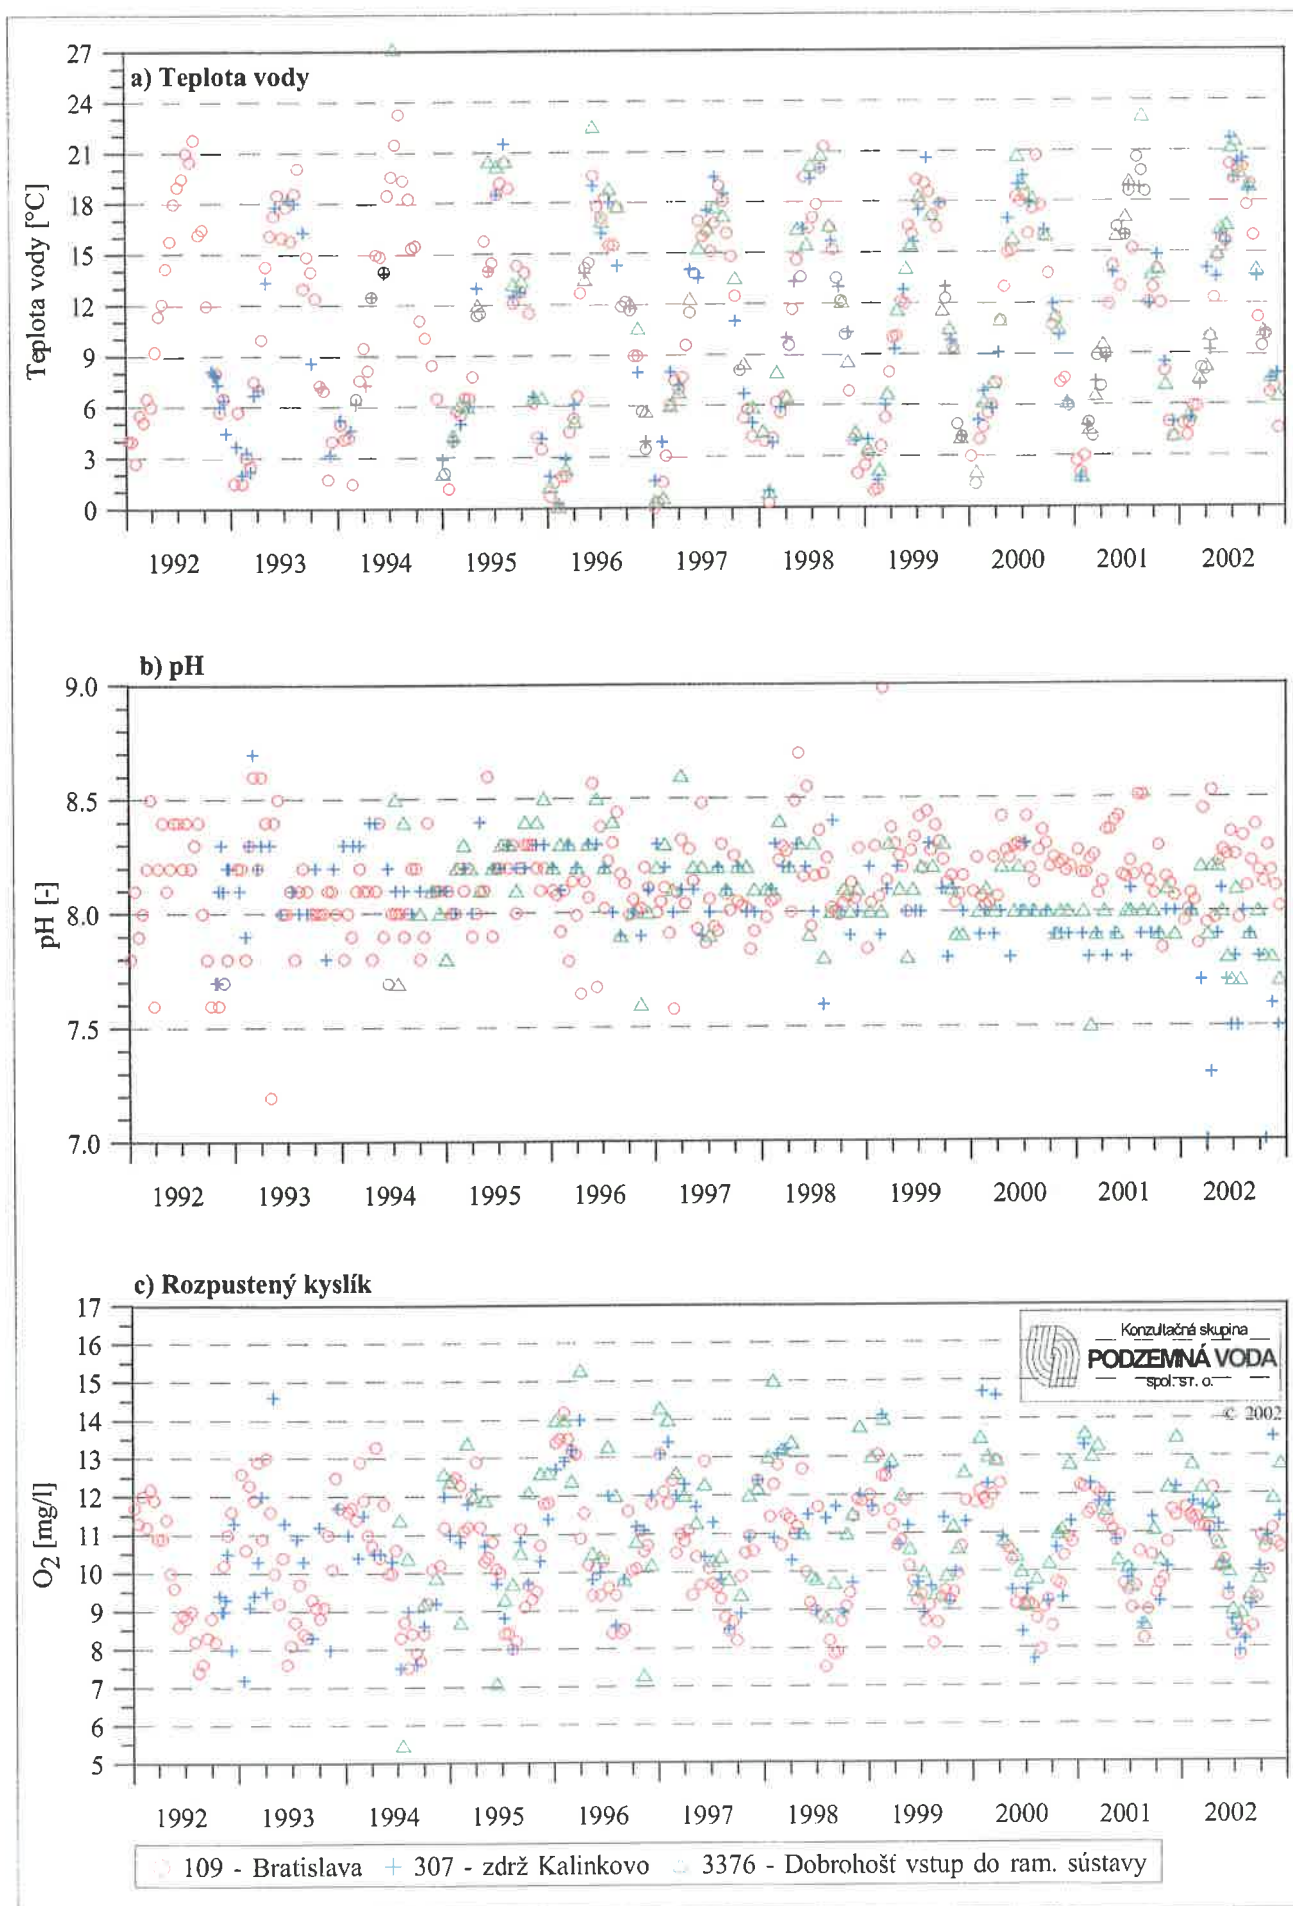 a) Teplota vody
Teplota vody [°C]
27
24
21
18
15
12
9
6
3
0
1992 1993 1994 1995 1996 1997 1998 1999 2000 2001 2002
b) pH
pH [-]
9.0
8.5
8.0
7.5
7.0
1992 1993 1994 1995 1996 1997 1998 1999 2000 2001 2002
c) Rozpustený kyslík
O2 [mg/l]
17
16
15
14
13
12
11
10
9
8
7
6
5
Konzultačná skupina
PODZEMNÁ VODA
spol. s r. o.
© 2002
1992 1993 1994 1995 1996 1997 1998 1999 2000 2001 2002
109 - Bratislava 307 - zdrž Kalinkovo 3376 - Dobrohošť vstup do ram. sústavy